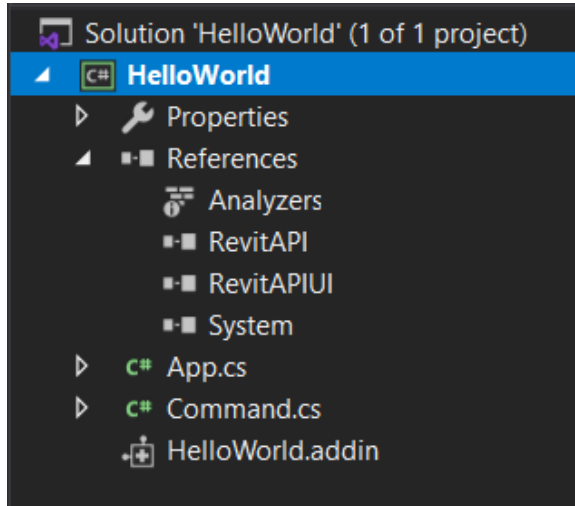 Solution 'HelloWorld' (1 of 1 project)
C# HelloWorld
Properties
References
Analyzers
RevitAPI
RevitAPIUI
System
C# App.cs
C# Command.cs
HelloWorld.addin